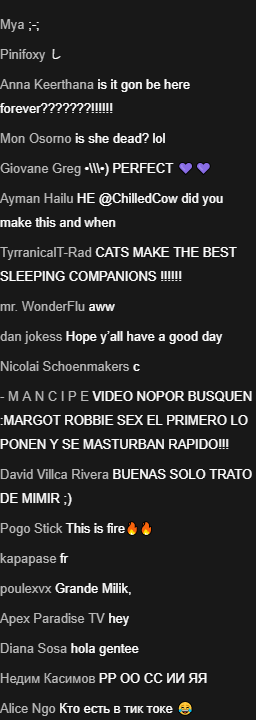 Mya ;-;
Pinifoxy し
Anna Keerthana is it gon be here
forever???????!!!!!!
Mon Osorno is she dead? lol
Giovane Greg •\\\•) PERFECT 💜 💜
Ayman Hailu HE @ChilledCow did you
make this and when
TyrranicalT-Rad CATS MAKE THE BEST
SLEEPING COMPANIONS !!!!!!
mr. WonderFlu aww
dan jokess Hope y'all have a good day
Nicolai Schoenmakers c
- M A N C I P E VIDEO NOPOR BUSQUEN
:MARGOT ROBBIE SEX EL PRIMERO LO
PONEN Y SE MASTURBAN RAPIDO!!!
David Villca Rivera BUENAS SOLO TRATO
DE MIMIR ;)
Pogo Stick This is fire🔥🔥
kapapase fr
poulexvx Grande Milik,
Apex Paradise TV hey
Diana Sosa hola gentee
Недим Касимов РР ОО СС ИИ ЯЯ
Alice Ngo Кто есть в тик токе 😂